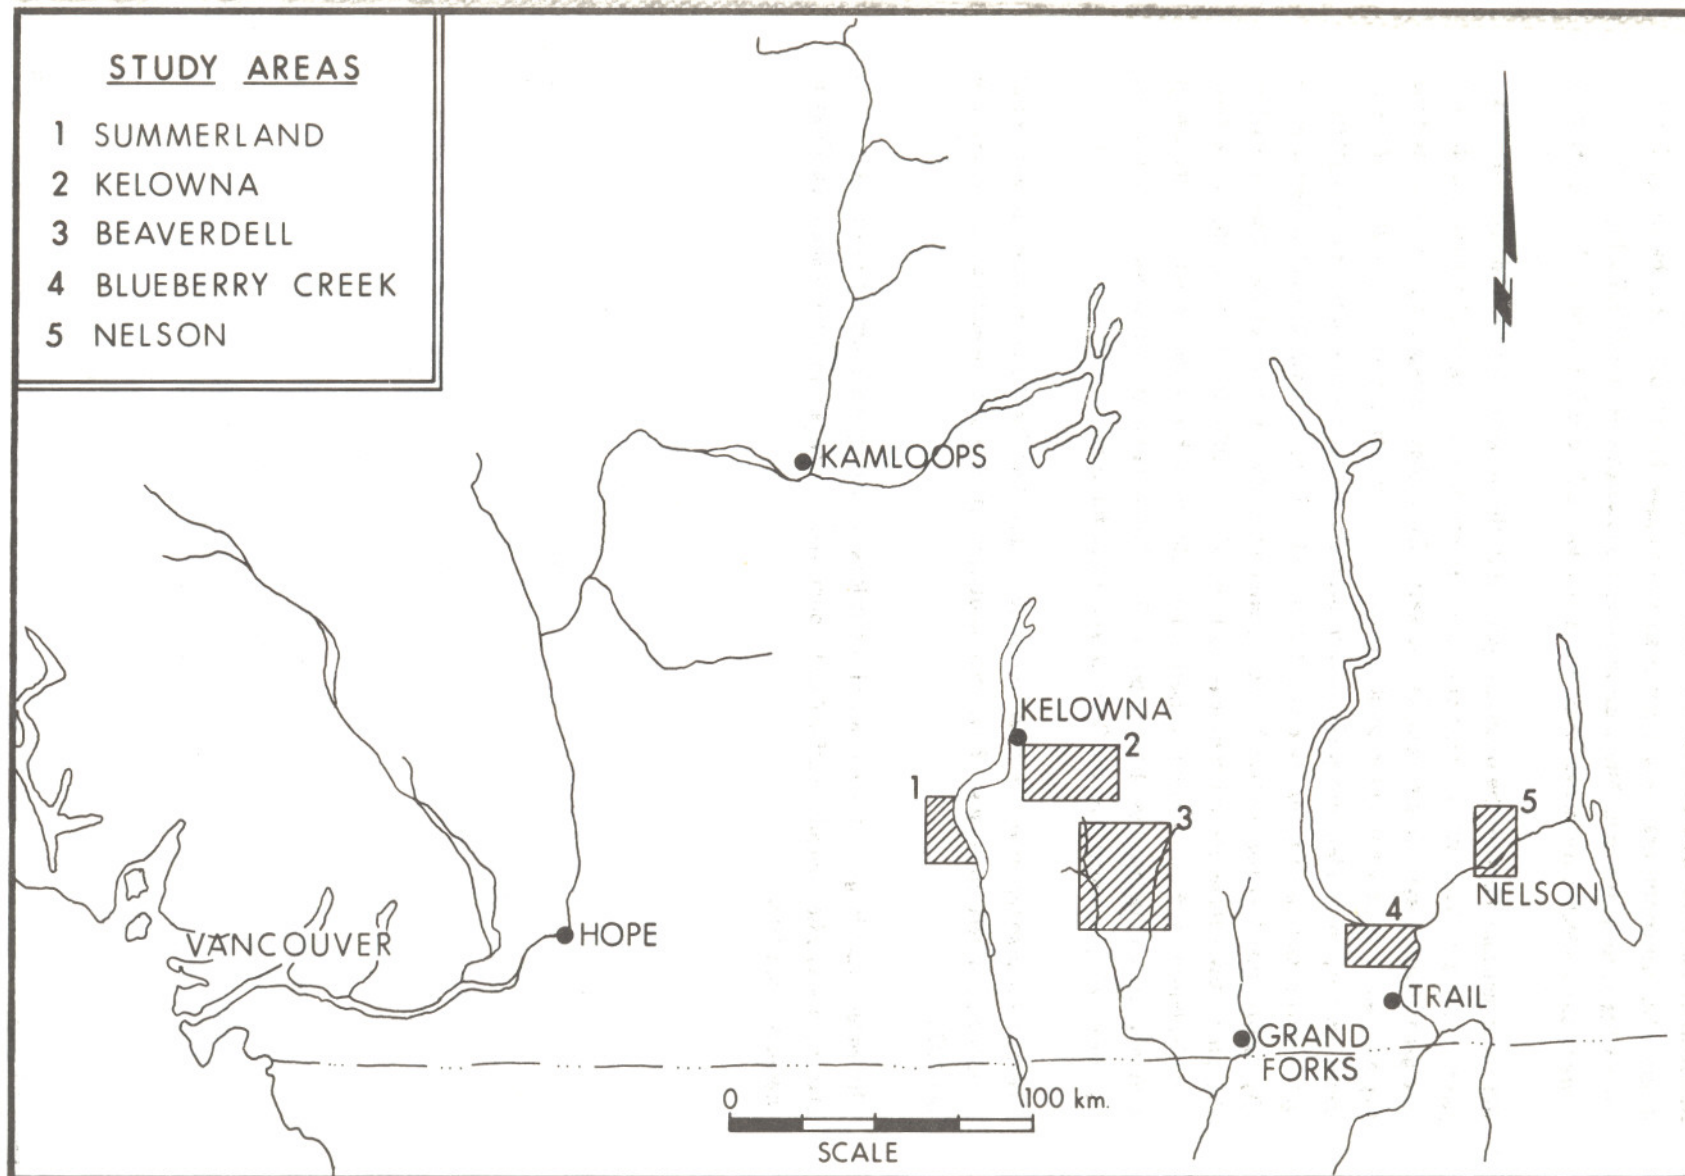 STUDY AREAS
1 SUMMERLAND
2 KELOWNA
3 BEAVERDELL
4 BLUEBERRY CREEK
5 NELSON
N
KAMLOOPS
KELOWNA
2
1
3
5
NELSON
4
VANCOUVER
HOPE
TRAIL
GRAND
FORKS
0 100 km.
SCALE